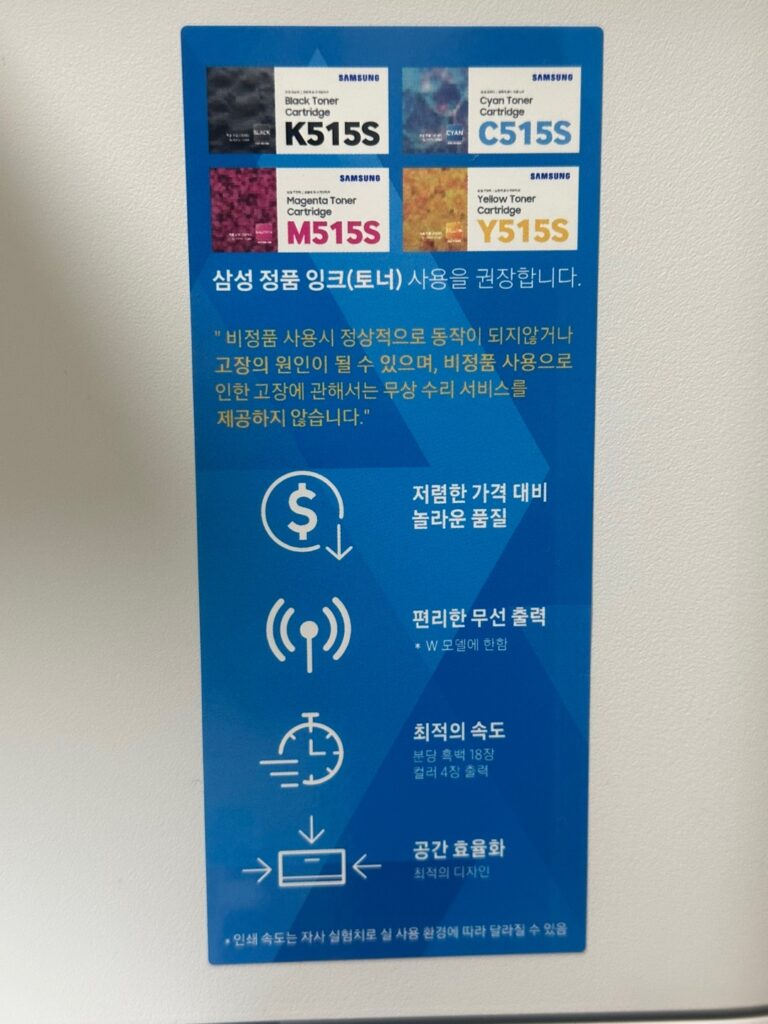 SAMSUNG
Black Toner
Cartridge
BLACK
K515S
SAMSUNG
Cyan Toner
Cartridge
CYAN
C515S
SAMSUNG
Magenta Toner
Cartridge
M515S
SAMSUNG
Yellow Toner
Cartridge
Y515S
삼성 정품 잉크(토너) 사용을 권장합니다.
" 비정품 사용시 정상적으로 동작이 되지않거나
고장의 원인이 될 수 있으며, 비정품 사용으로
인한 고장에 관해서는 무상 수리 서비스를
제공하지 않습니다."
저렴한 가격 대비
놀라운 품질
편리한 무선 출력
* W 모델에 한함
최적의 속도
분당 흑백 18장
컬러 4장 출력
공간 효율화
최적의 디자인
* 인쇄 속도는 자사 실험치로 실 사용 환경에 따라 달라질 수 있음